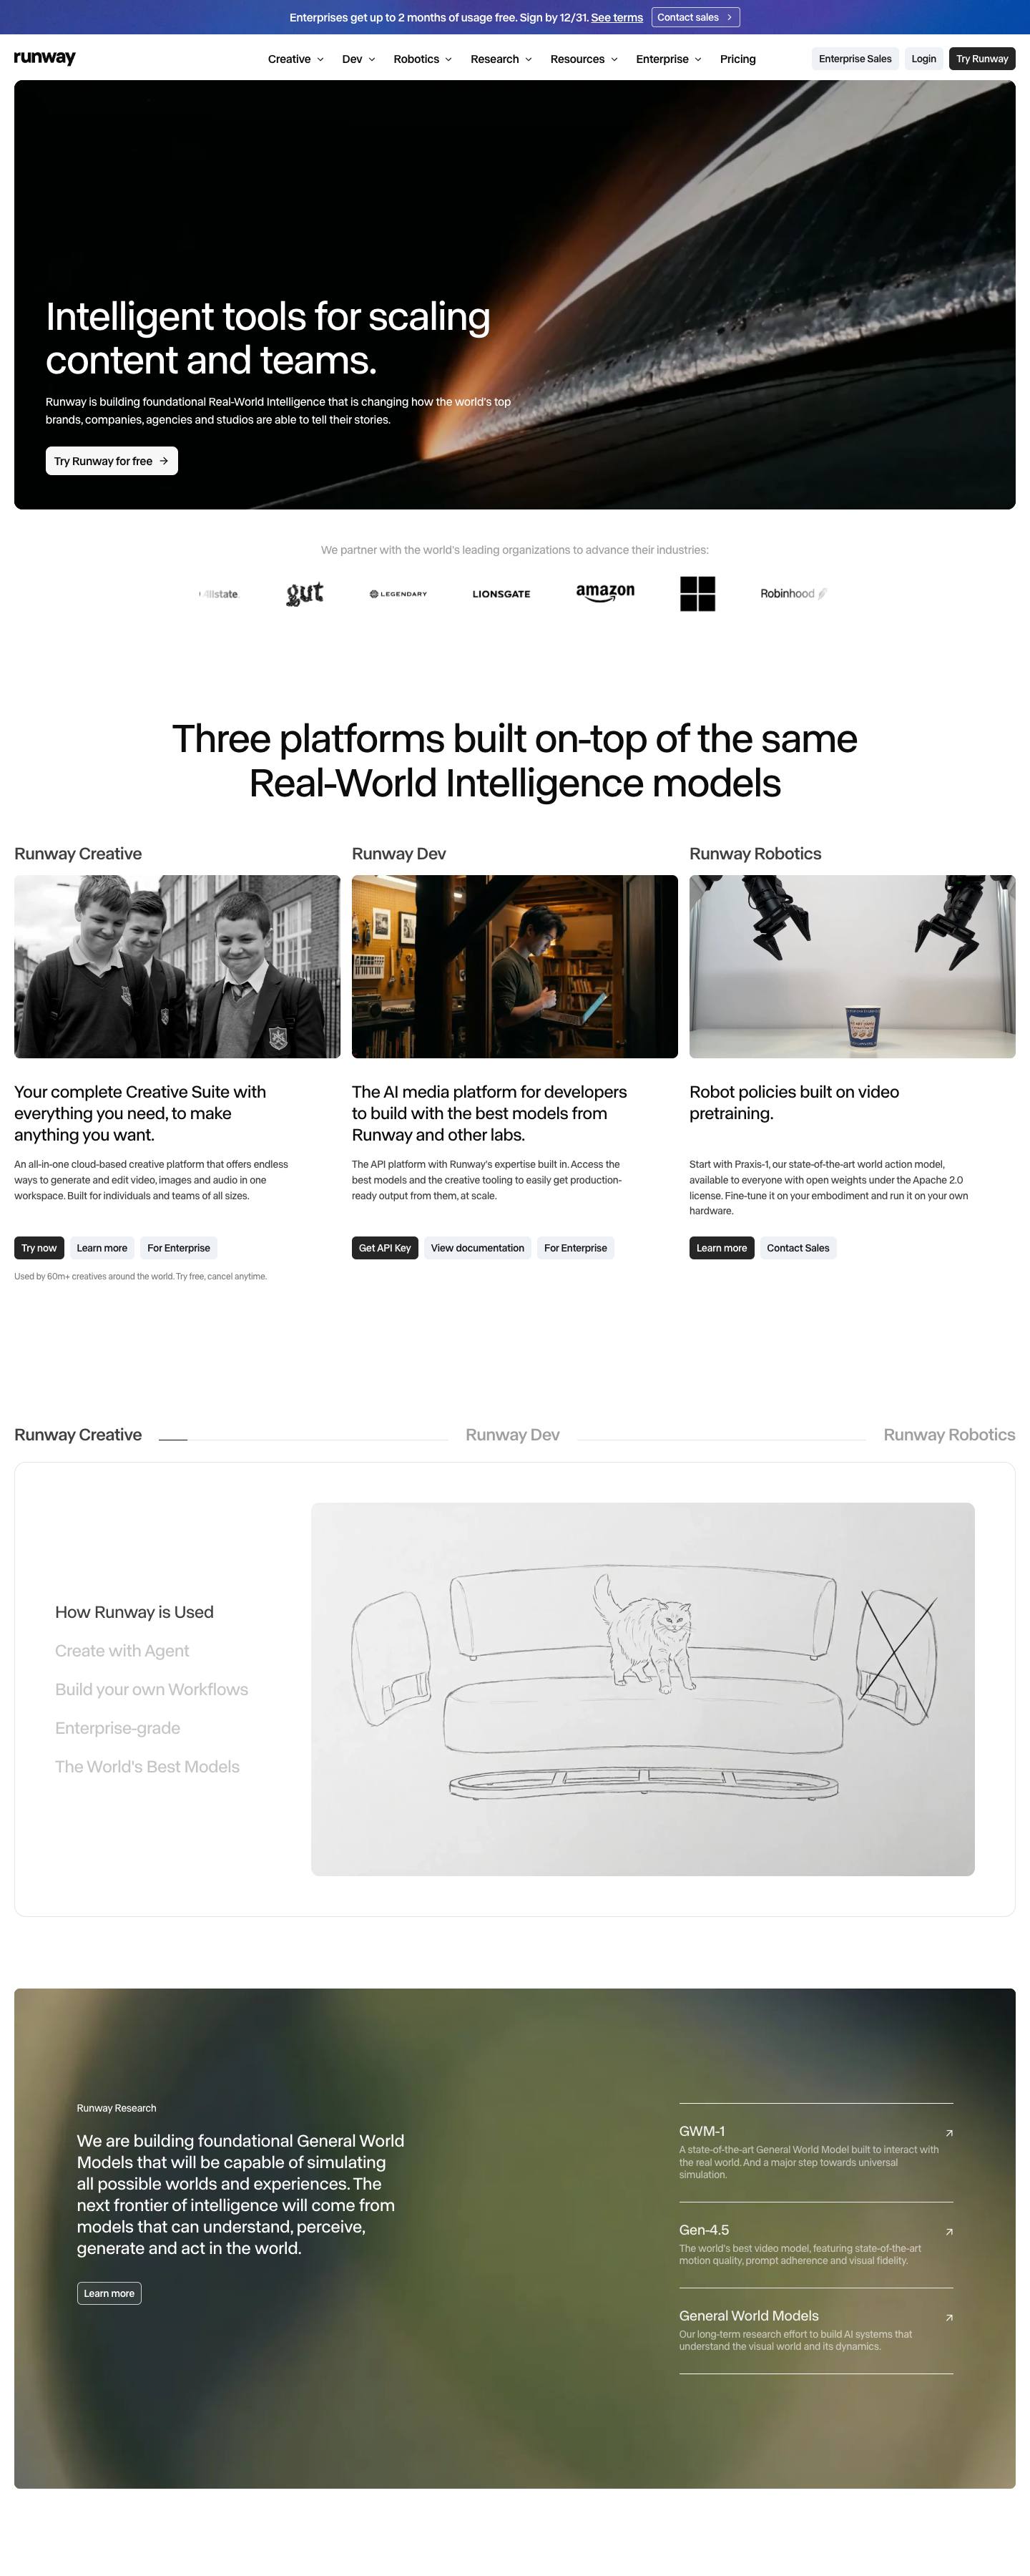 Enterprises get up to 2 months of usage free. Sign by 12/31. See terms
Contact sales
runway
Creative
Dev
Robotics
Research
Resources
Enterprise
Pricing
Enterprise Sales
Login
Try Runway
Intelligent tools for scaling
content and teams.
Runway is building foundational Real-World Intelligence that is changing how the world's top
brands, companies, agencies and studios are able to tell their stories.
Try Runway for free
We partner with the world's leading organizations to advance their industries:
Allstate
gut
LEGENDARY
LIONSGATE
amazon
Robinhood
Three platforms built on-top of the same
Real-World Intelligence models
Runway Creative
Your complete Creative Suite with
everything you need, to make
anything you want.
An all-in-one cloud-based creative platform that offers endless
ways to generate and edit video, images and audio in one
workspace. Built for individuals and teams of all sizes.
Try now
Learn more
For Enterprise
Used by 60m+ creatives around the world. Try free, cancel anytime.
Runway Dev
The AI media platform for developers
to build with the best models from
Runway and other labs.
The API platform with Runway's expertise built in. Access the
best models and the creative tooling to easily get production-
ready output from them, at scale.
Get API Key
View documentation
For Enterprise
Runway Robotics
Robot policies built on video
pretraining.
Start with Praxis-1, our state-of-the-art world action model,
available to everyone with open weights under the Apache 2.0
license. Fine-tune it on your embodiment and run it on your own
hardware.
Learn more
Contact Sales
Runway Creative
Runway Dev
Runway Robotics
How Runway is Used
Create with Agent
Build your own Workflows
Enterprise-grade
The World's Best Models
Runway Research
We are building foundational General World
Models that will be capable of simulating
all possible worlds and experiences. The
next frontier of intelligence will come from
models that can understand, perceive,
generate and act in the world.
Learn more
GWM-1
A state-of-the-art General World Model built to interact with
the real world. And a major step towards universal
simulation.
Gen-4.5
The world's best video model, featuring state-of-the-art
motion quality, prompt adherence and visual fidelity.
General World Models
Our long-term research effort to build AI systems that
understand the visual world and its dynamics.